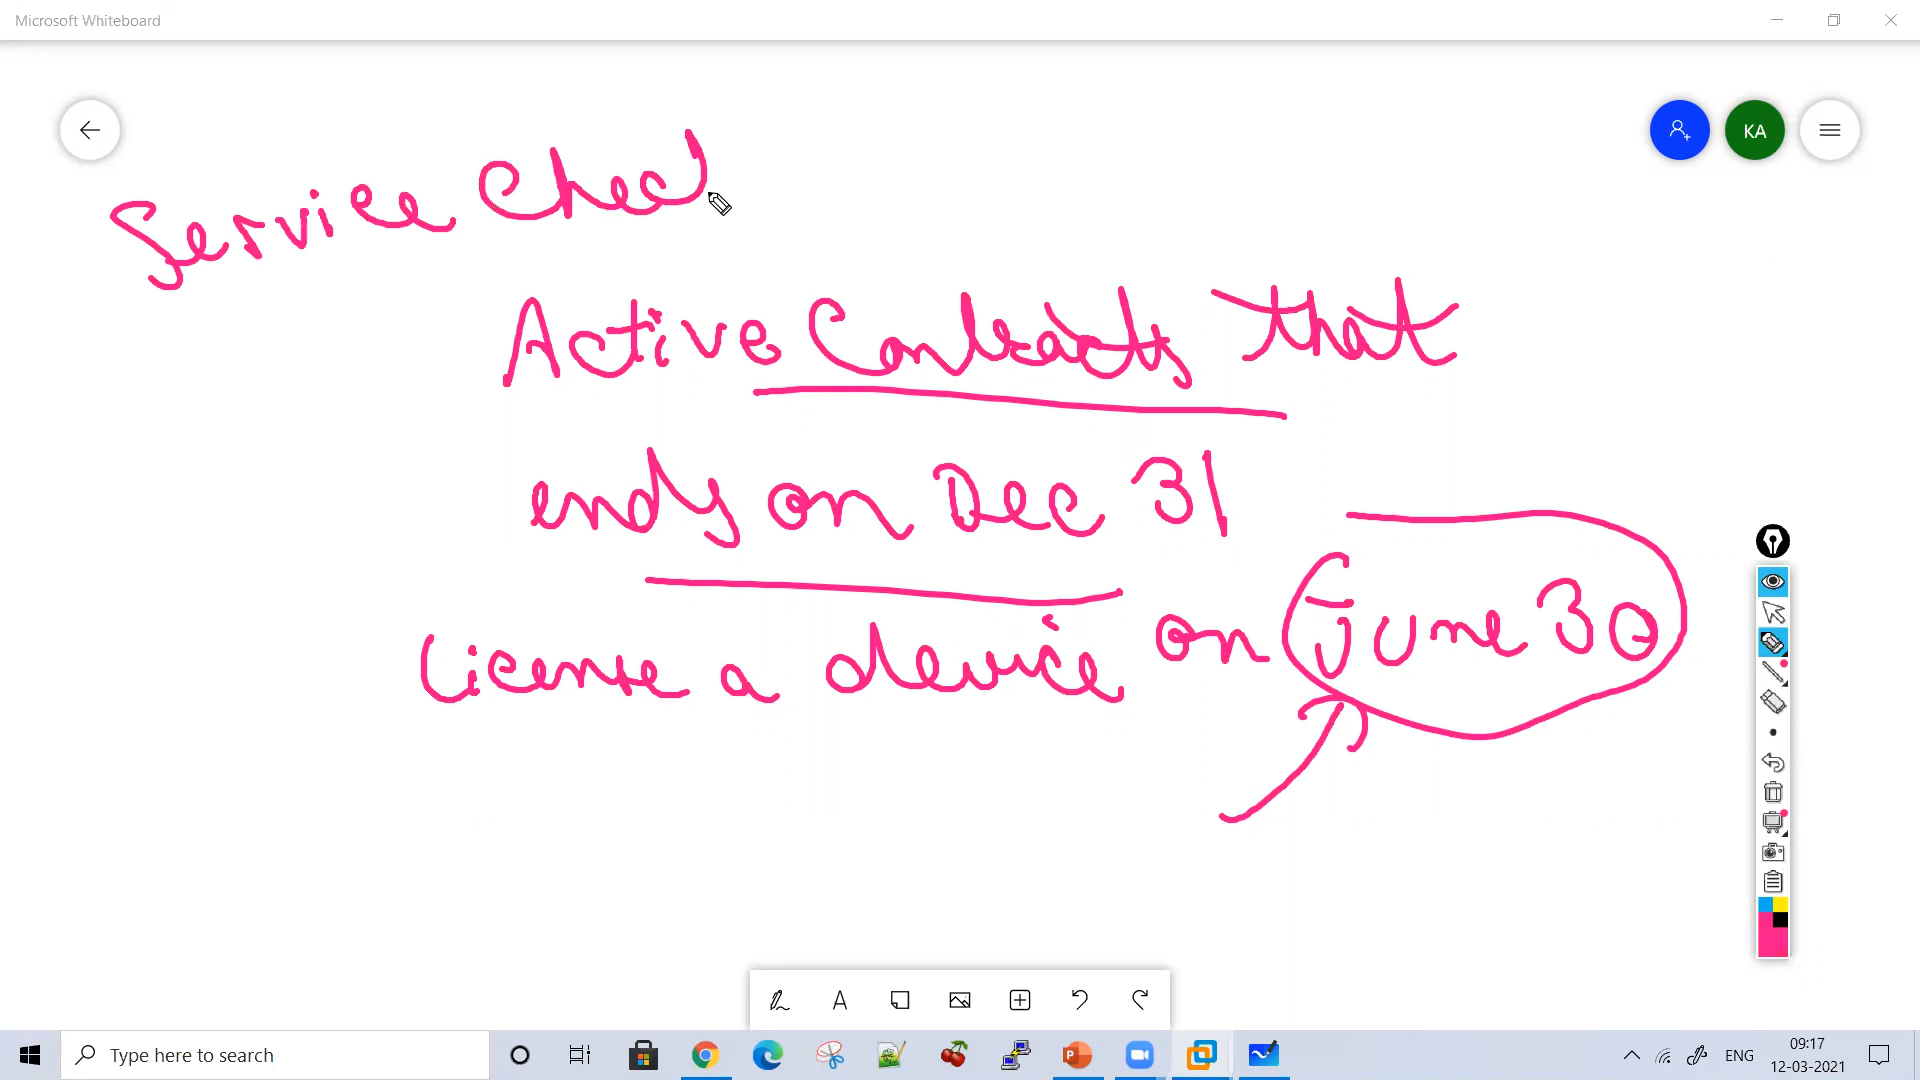 Microsoft Whiteboard
KA
Service Chec
Active Contracts that
ends on Dec 31
License a device on June 30
A
Type here to search
ENG
09:17
12-03-2021